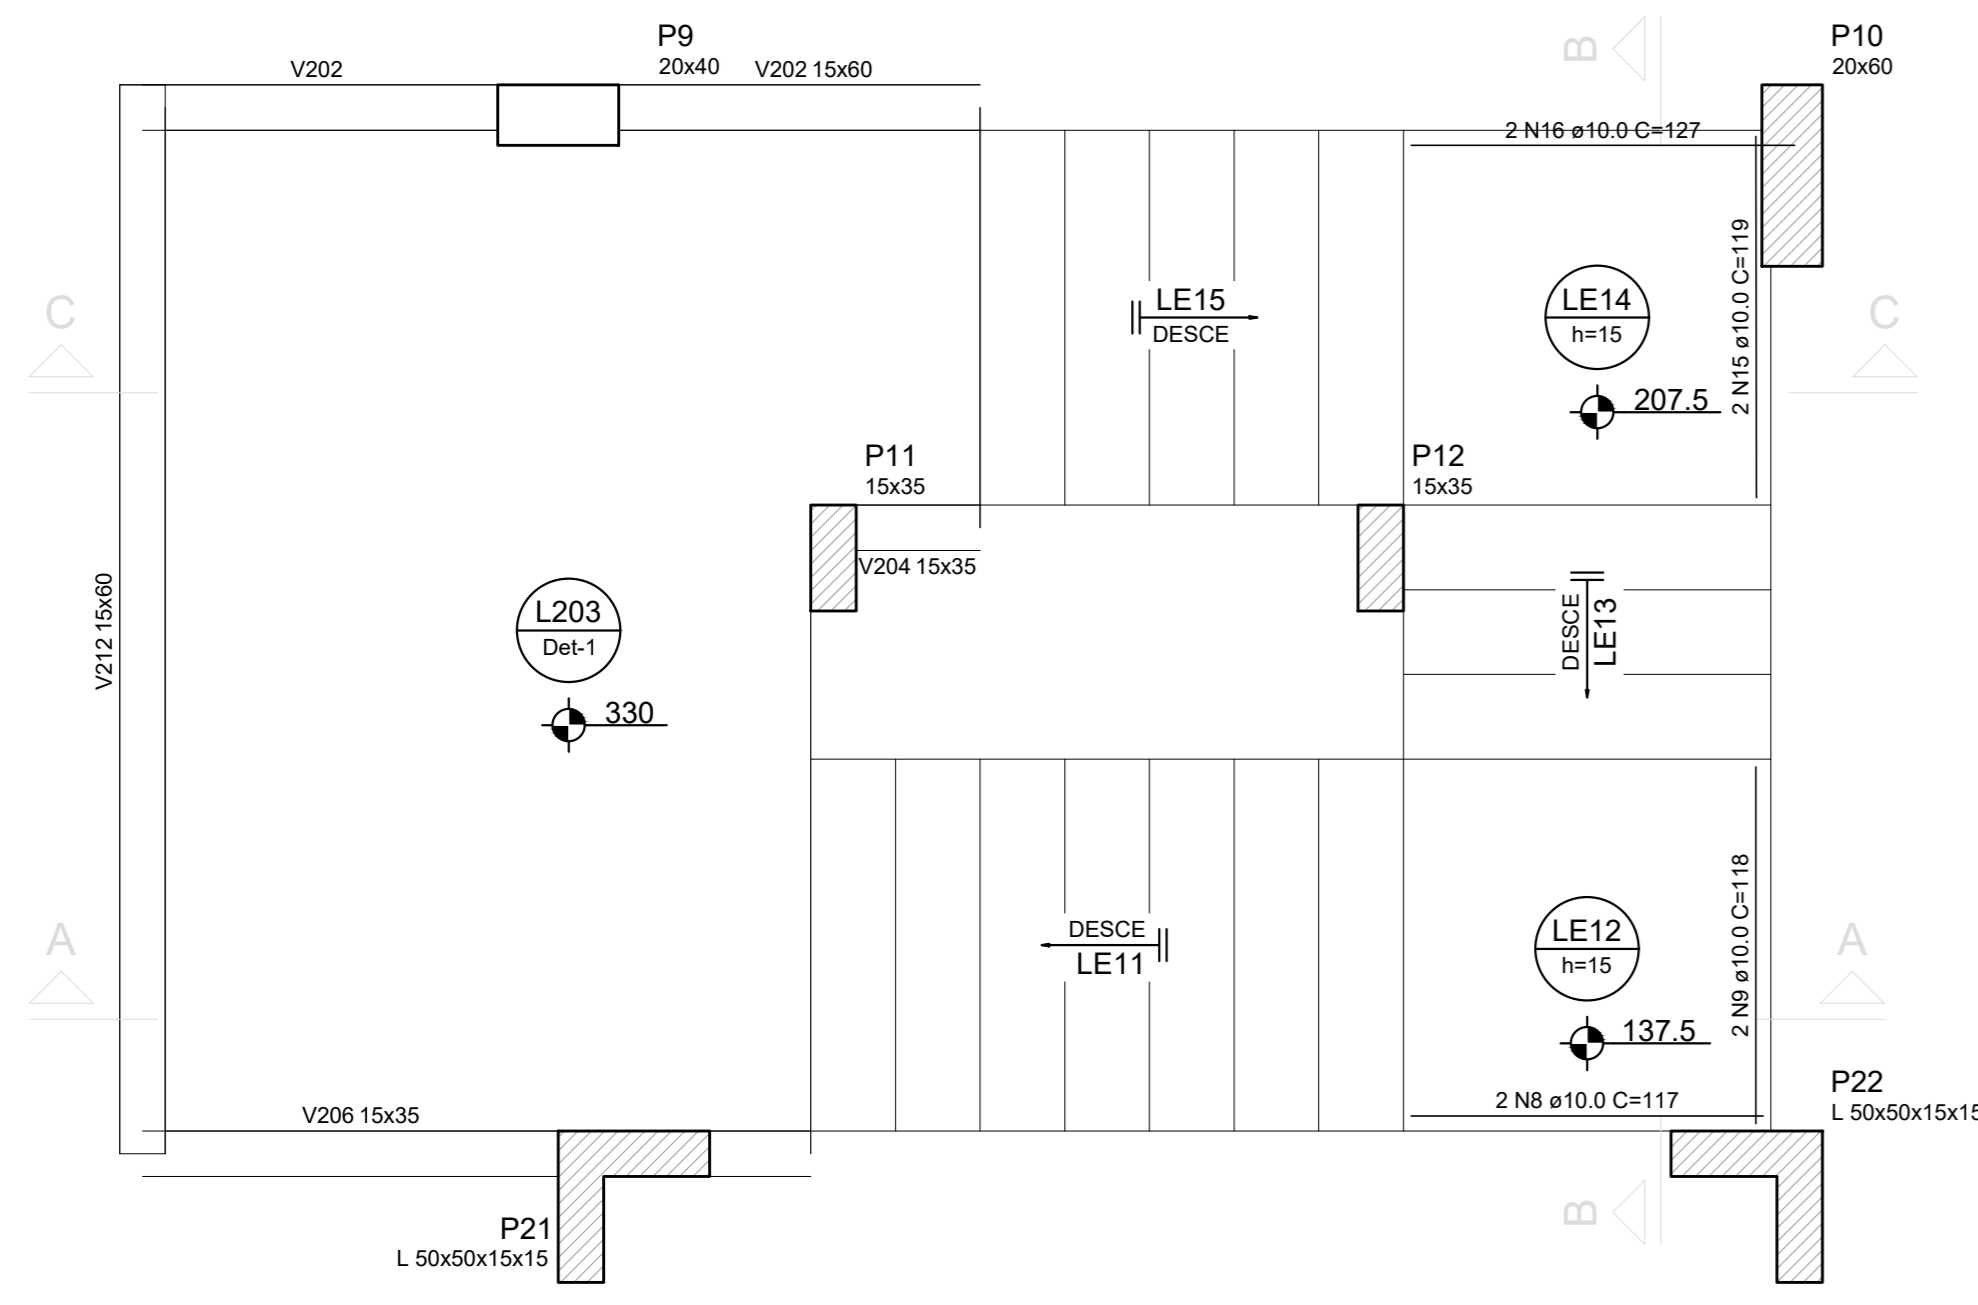 P9
20x40
V202
V202 15x60
B
P10
20x60
2 N16 ø10.0 C=127
2 N15 ø10.0 C=119
C
LE15
DESCE
LE14
h=15
C
207.5
P11
15x35
P12
15x35
V204 15x35
V212 15x60
L203
Det-1
DESCE
LE13
330
A
DESCE
LE11
LE12
h=15
2 N9 ø10.0 C=118
A
137.5
P22
L 50x50x15x15
2 N8 ø10.0 C=117
V206 15x35
P21
L 50x50x15x15
B